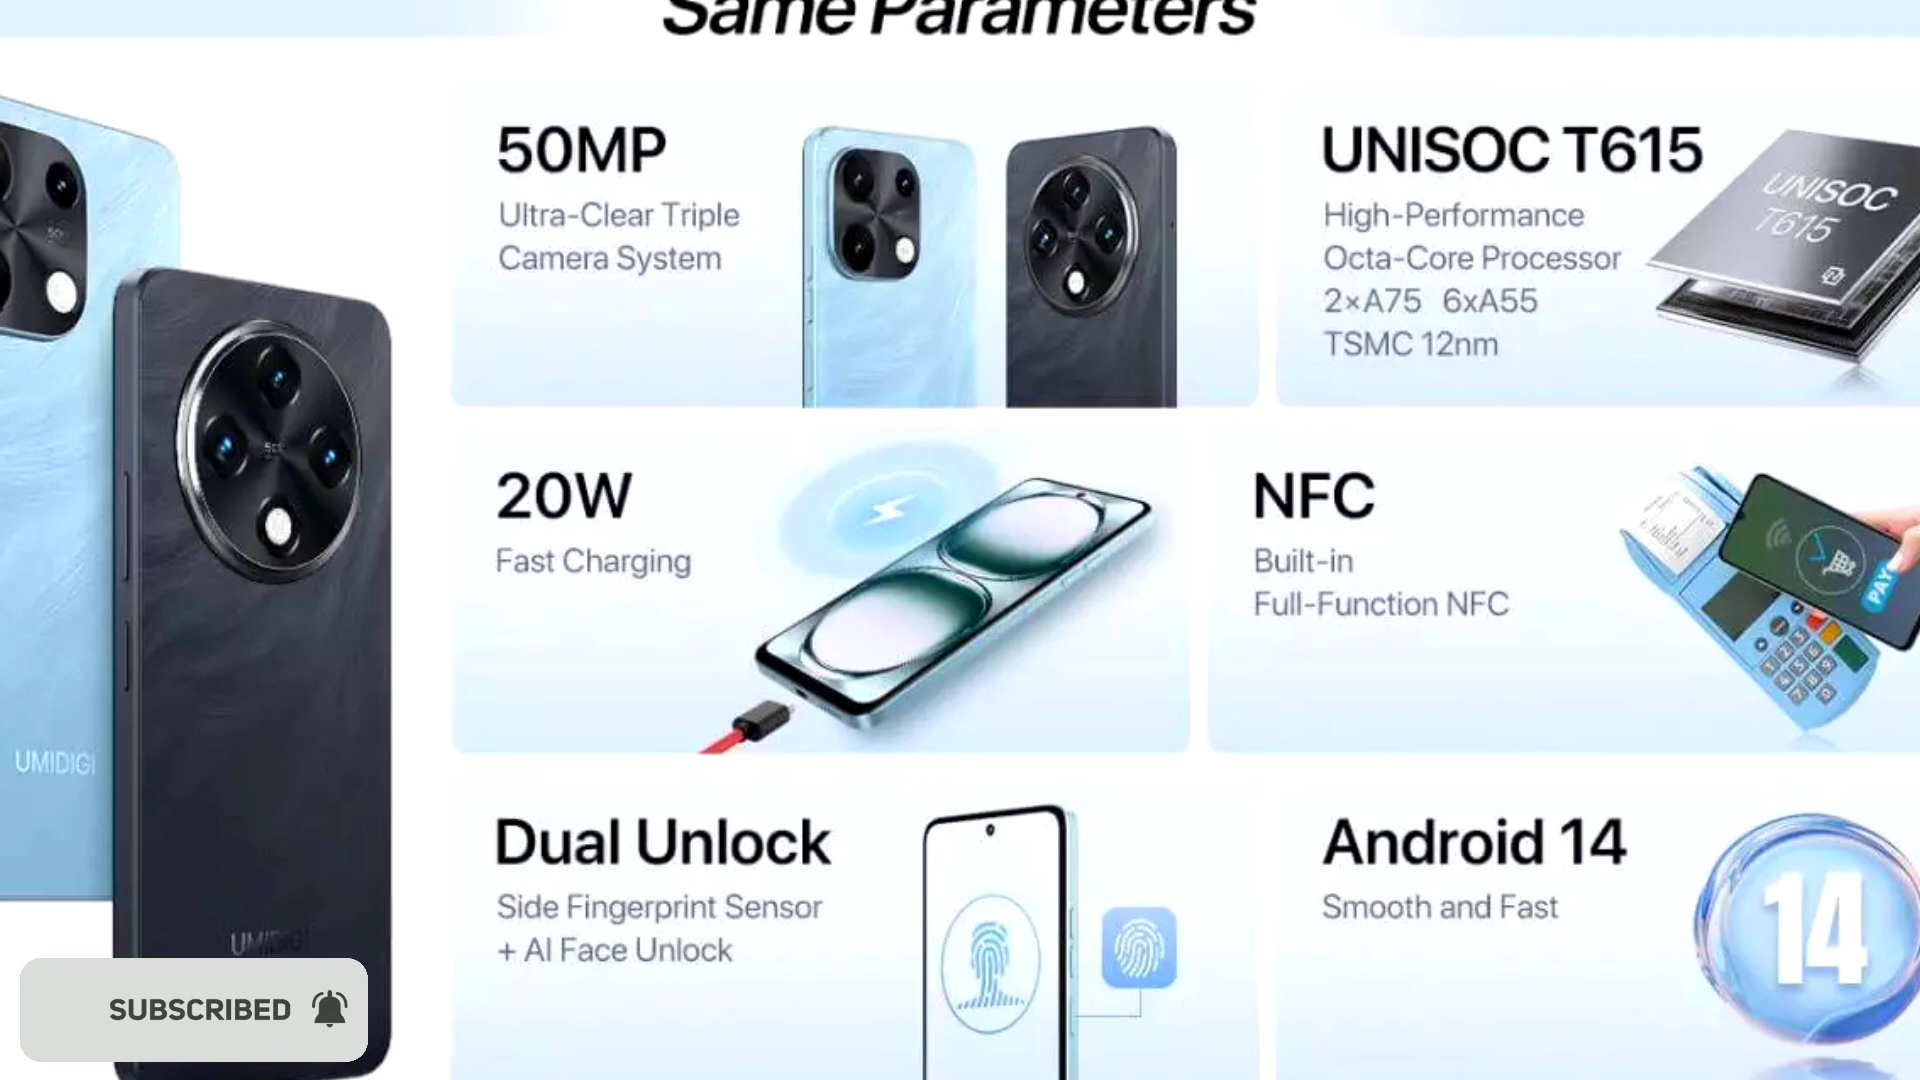 Same Parameters
50MP
Ultra-Clear Triple
Camera System
UNISOC T615
High-Performance
Octa-Core Processor
2×A75 6xA55
TSMC 12nm
UNISOC
T615
20W
Fast Charging
NFC
Built-in
Full-Function NFC
PAY
UMIDIGI
UMIDIGI
Dual Unlock
Side Fingerprint Sensor
+ AI Face Unlock
Android 14
Smooth and Fast
14
SUBSCRIBED